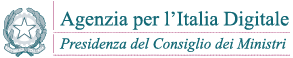 Agenzia per l'Italia Digitale
Presidenza del Consiglio dei Ministri